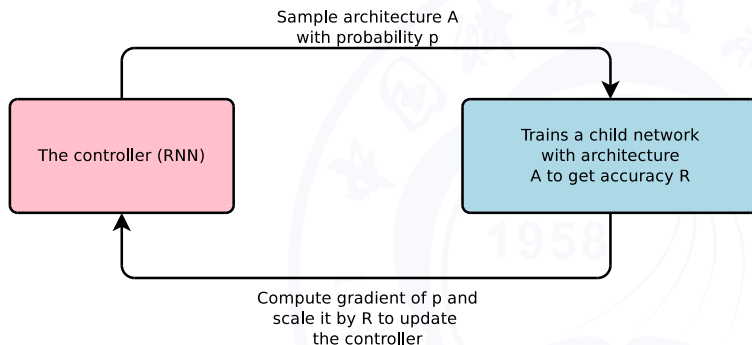 Sample architecture A
with probability p
The controller (RNN)
Trains a child network
with architecture
A to get accuracy R
1958
Compute gradient of p and
scale it by R to update
the controller